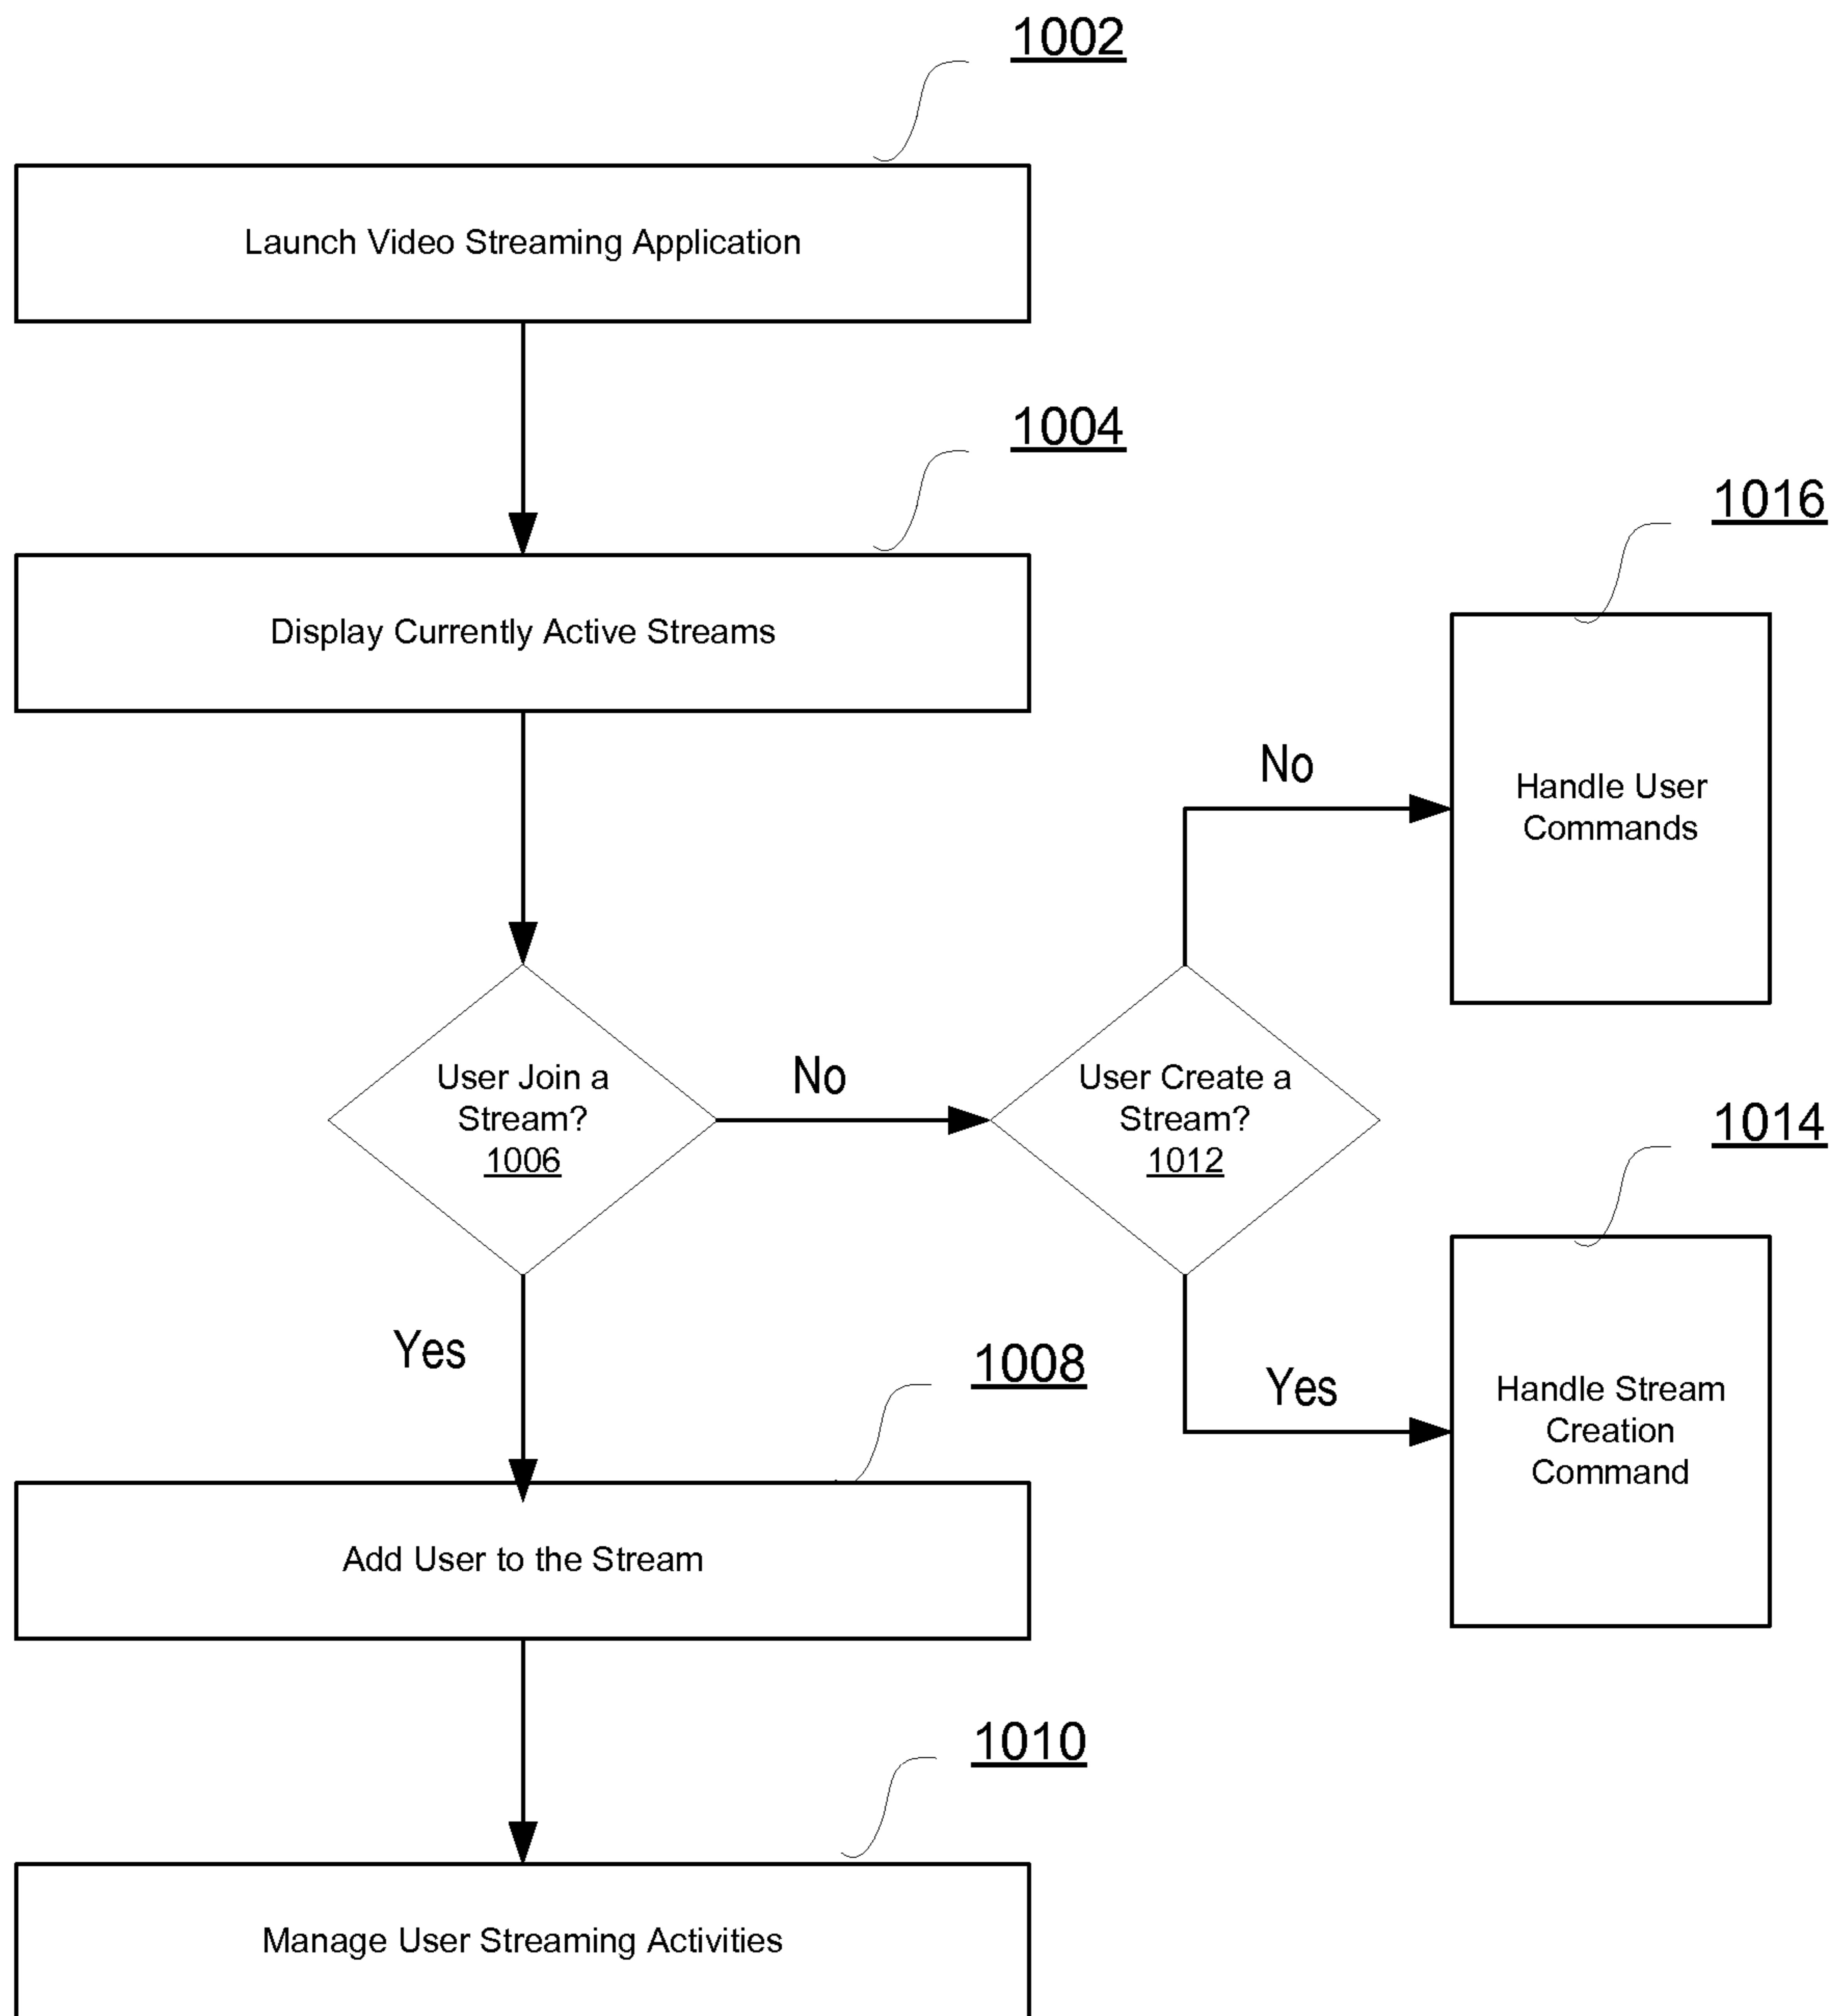 1002
Launch Video Streaming Application
1004
Display Currently Active Streams
1016
Handle User
Commands
No
User Join a
Stream?
1006
No
User Create a
Stream?
1012
1014
Handle Stream
Creation
Command
Yes
Yes
1008
Add User to the Stream
1010
Manage User Streaming Activities